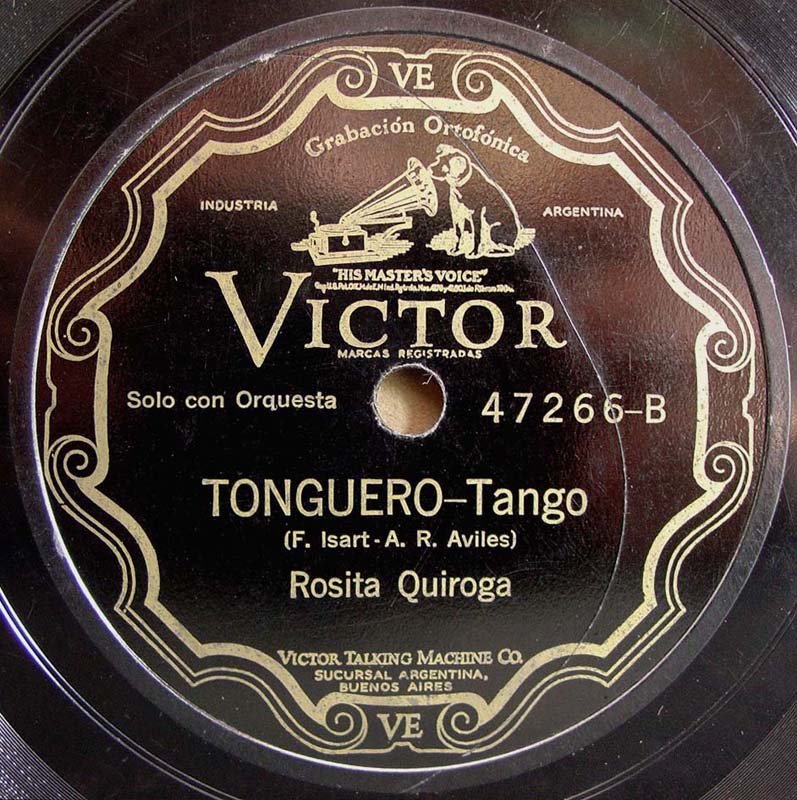 VE
Grabación Ortofónica
INDUSTRIA
ARGENTINA
"HIS MASTER'S VOICE"
VICTOR
MARCAS REGISTRADAS
Solo con Orquesta
47266-B
TONGUERO-Tango
(F. Isart - A. R. Aviles)
Rosita Quiroga
VICTOR TALKING MACHINE CO.
SUCURSAL ARGENTINA,
BUENOS AIRES
VE